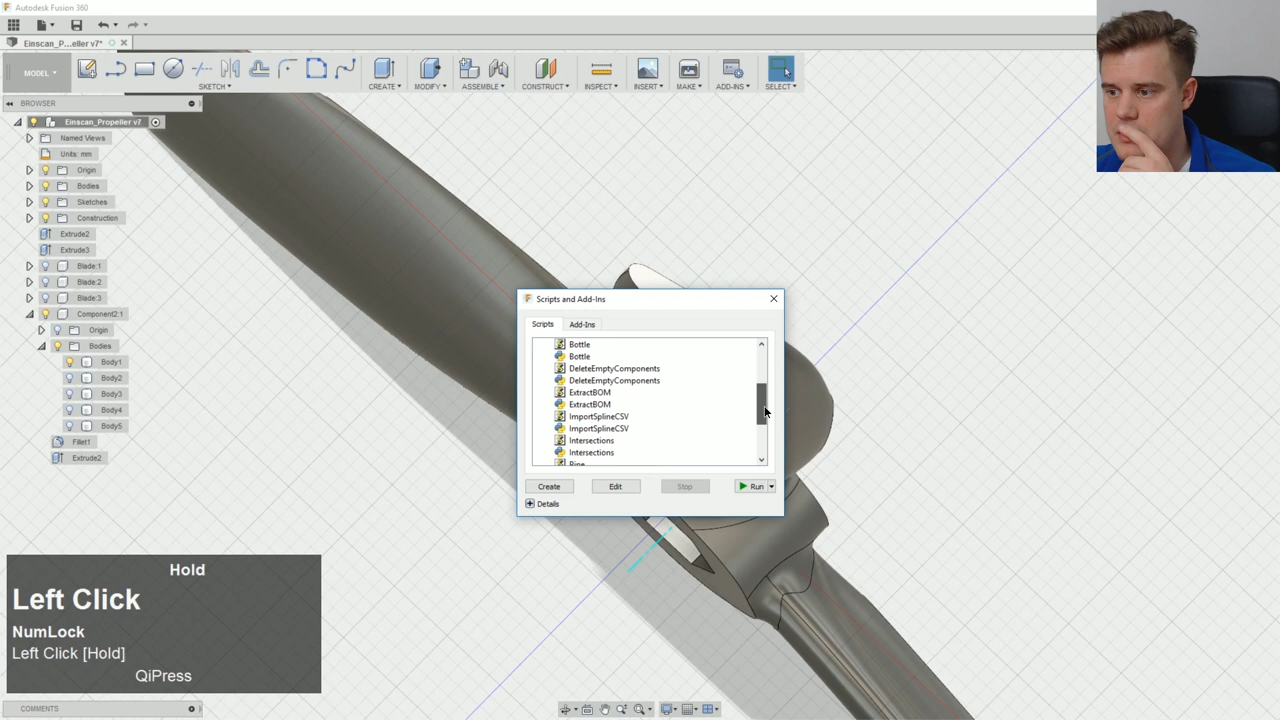 Autodesk Fusion 360
Einscan_P...eller v7*
MODEL
SKETCH
CREATE
MODIFY
ASSEMBLE
CONSTRUCT
INSPECT
INSERT
MAKE
ADD-INS
SELECT
BROWSER
Einscan_Propeller v7
Named Views
Units: mm
Origin
Bodies
Sketches
Construction
Extrude2
Extrude3
Blade:1
Blade:2
Blade:3
Component2:1
Origin
Bodies
Body1
Body2
Body3
Body4
Body5
Fillet1
Extrude2
Scripts and Add-Ins
Scripts
Add-Ins
Bottle
Bottle
DeleteEmptyComponents
DeleteEmptyComponents
ExtractBOM
ExtractBOM
ImportSplineCSV
ImportSplineCSV
Intersections
Intersections
Create
Edit
Stop
Run
Details
Hold
Left Click
NumLock
Left Click [Hold]
QiPress
COMMENTS